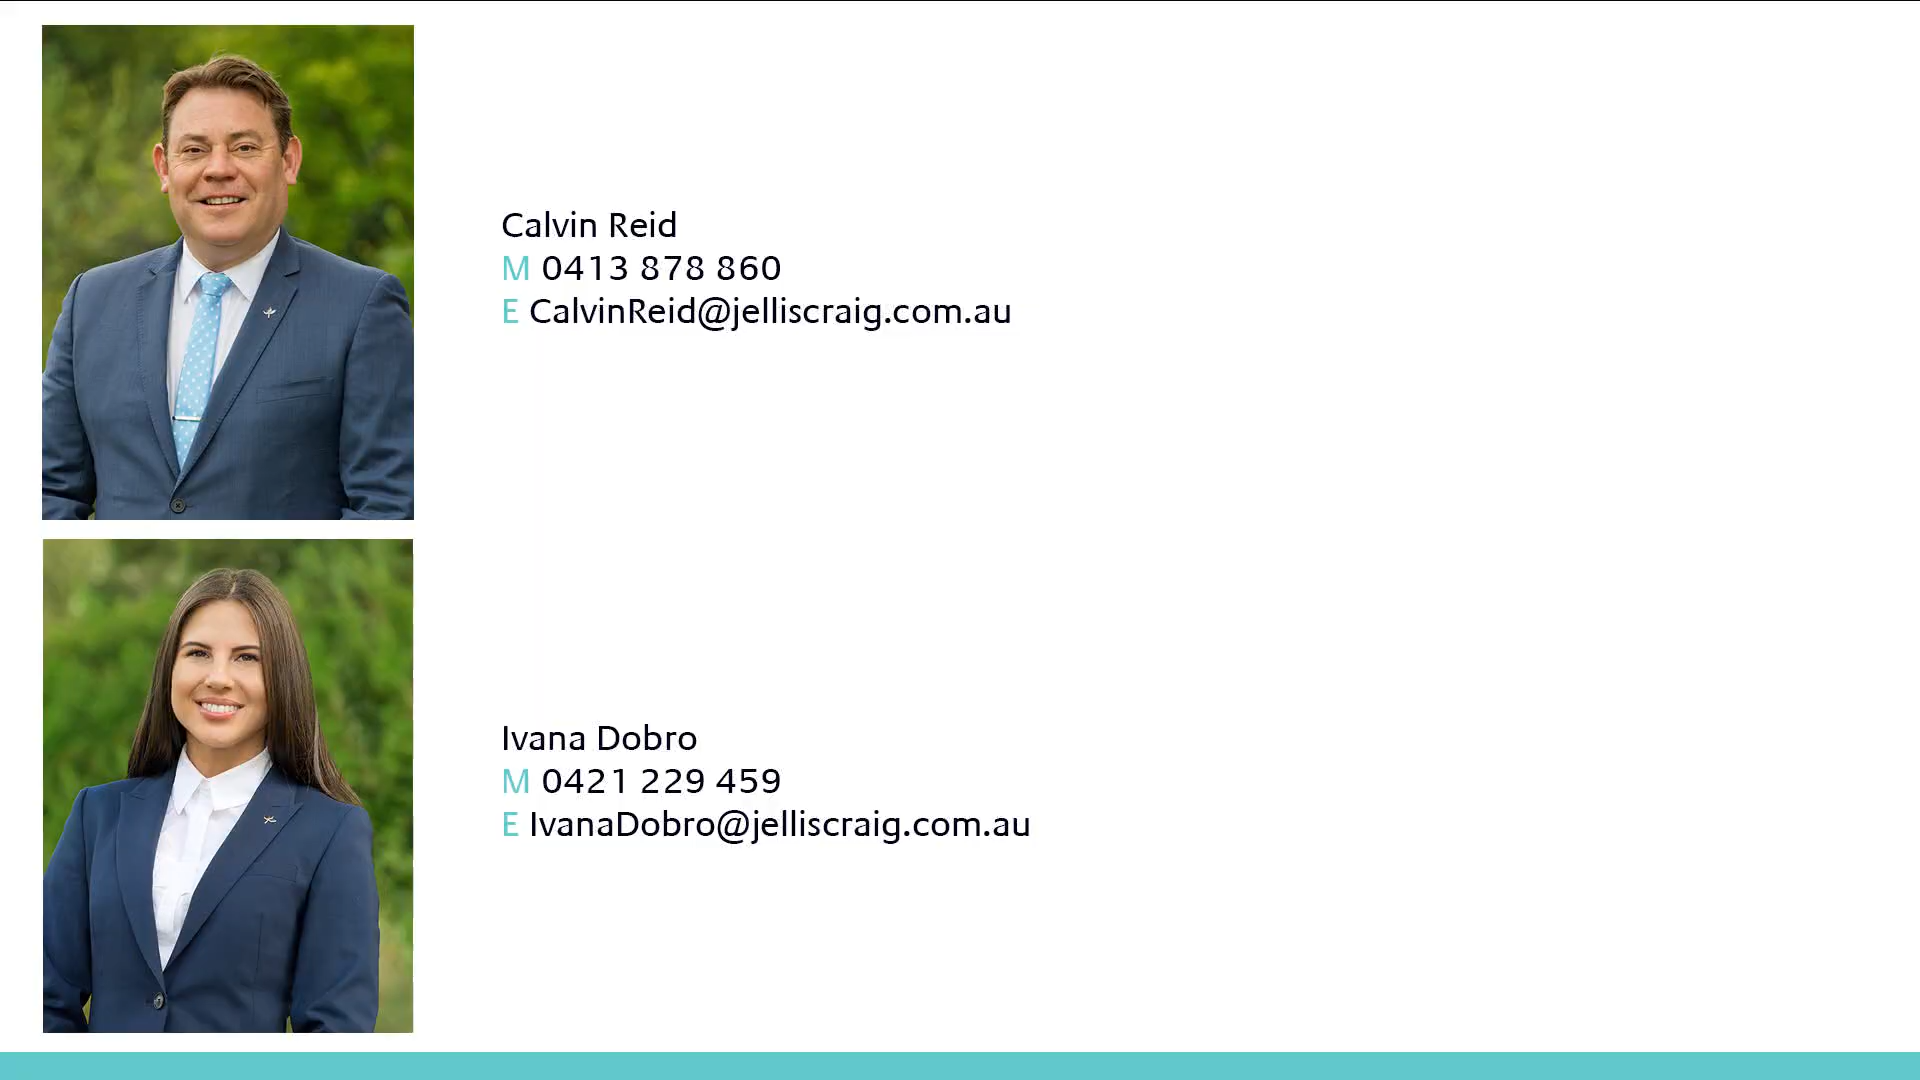 Calvin Reid
M 0413 878 860
E CalvinReid@jelliscraig.com.au
Ivana Dobro
M 0421 229 459
E IvanaDobro@jelliscraig.com.au